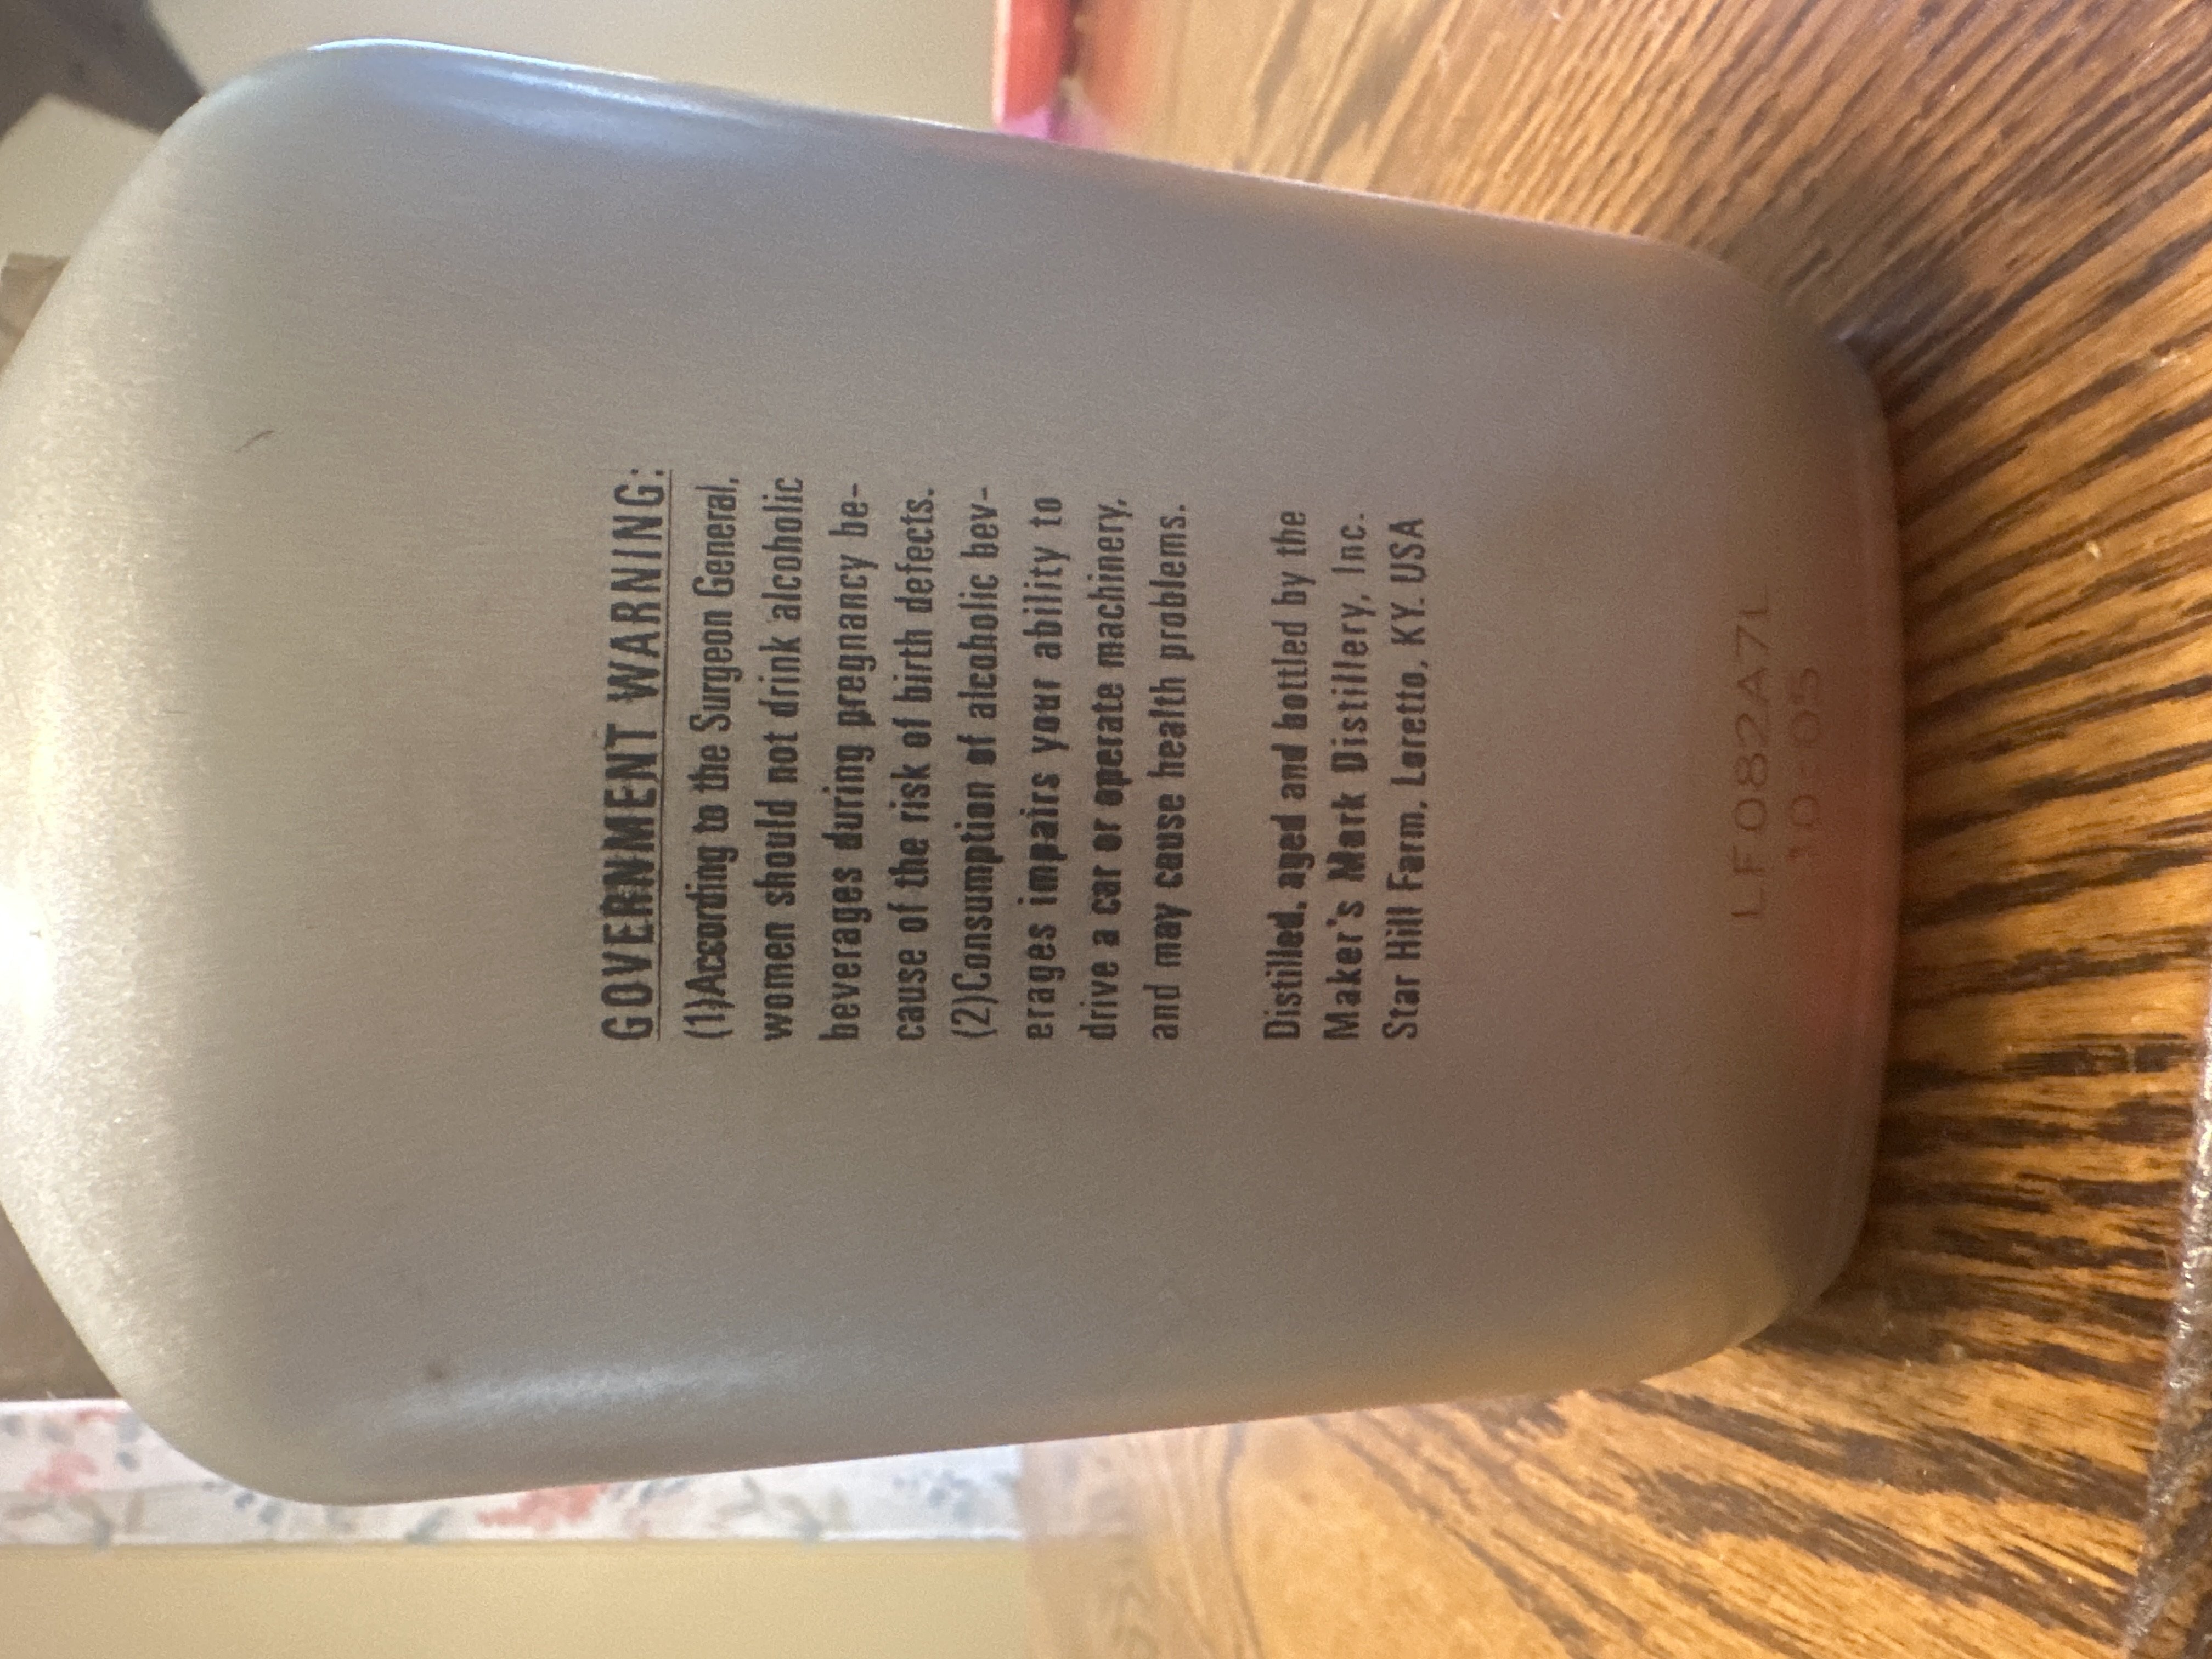 GOVERNMENT WARNING:
(1)According to the Surgeon General,
women should not drink alcoholic
beverages during pregnancy be-
cause of the risk of birth defects.
(2)Consumption of alcoholic bev-
erages impairs your ability to
drive a car or operate machinery,
and may cause health problems.
Distilled, aged and bottled by the
Maker's Mark Distillery, Inc.
Star Hill Farm, Loretto, KY. USA
LF082A7L
10:05